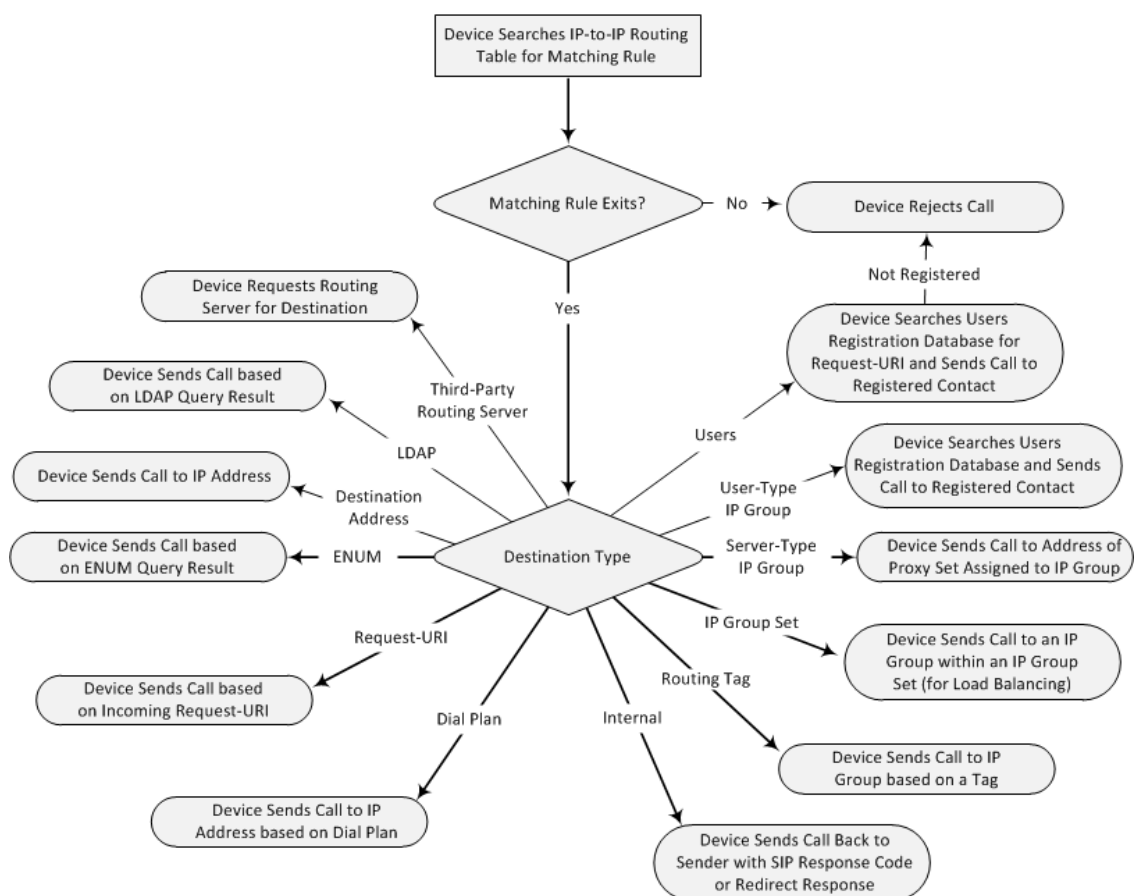 Device Searches IP-to-IP Routing
Table for Matching Rule
Matching Rule Exits?
No
Device Rejects Call
Not Registered
Yes
Device Requests Routing
Server for Destination
Device Searches Users
Registration Database for
Request-URI and Sends Call to
Registered Contact
Device Sends Call based
on LDAP Query Result
Third-Party
Routing Server
LDAP
Users
Device Searches Users
Registration Database and Sends
Call to Registered Contact
Device Sends Call to IP Address
Destination
Address
User-Type
IP Group
Device Sends Call based
on ENUM Query Result
ENUM
Destination Type
Server-Type
IP Group
Device Sends Call to Address of
Proxy Set Assigned to IP Group
Request-URI
IP Group Set
Device Sends Call to an IP
Group within an IP Group
Set (for Load Balancing)
Device Sends Call based
on Incoming Request-URI
Routing Tag
Dial Plan
Internal
Device Sends Call to IP
Group based on a Tag
Device Sends Call to IP
Address based on Dial Plan
Device Sends Call Back to
Sender with SIP Response Code
or Redirect Response